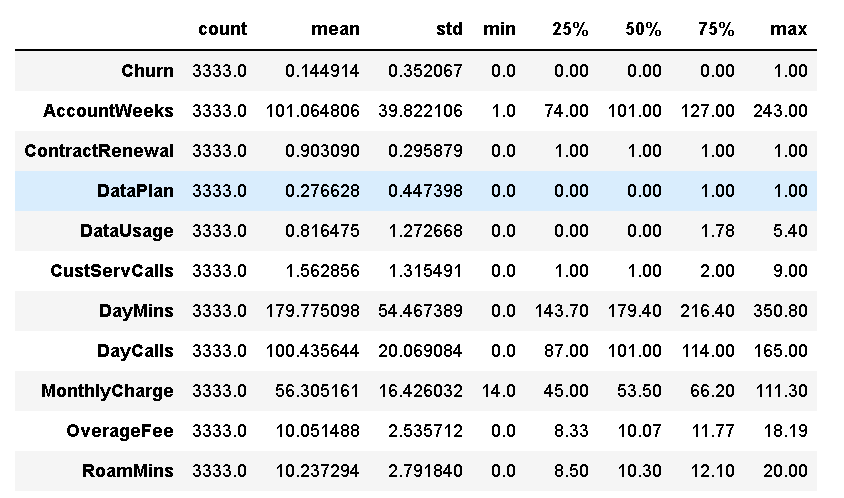 count mean std min 25% 50% 75% max
Churn 3333.0 0.144914 0.352067 0.0 0.00 0.00 0.00 1.00
AccountWeeks 3333.0 101.064806 39.822106 1.0 74.00 101.00 127.00 243.00
ContractRenewal 3333.0 0.903090 0.295879 0.0 1.00 1.00 1.00 1.00
DataPlan 3333.0 0.276628 0.447398 0.0 0.00 0.00 1.00 1.00
DataUsage 3333.0 0.816475 1.272668 0.0 0.00 0.00 1.78 5.40
CustServCalls 3333.0 1.562856 1.315491 0.0 1.00 1.00 2.00 9.00
DayMins 3333.0 179.775098 54.467389 0.0 143.70 179.40 216.40 350.80
DayCalls 3333.0 100.435644 20.069084 0.0 87.00 101.00 114.00 165.00
MonthlyCharge 3333.0 56.305161 16.426032 14.0 45.00 53.50 66.20 111.30
OverageFee 3333.0 10.051488 2.535712 0.0 8.33 10.07 11.77 18.19
RoamMins 3333.0 10.237294 2.791840 0.0 8.50 10.30 12.10 20.00